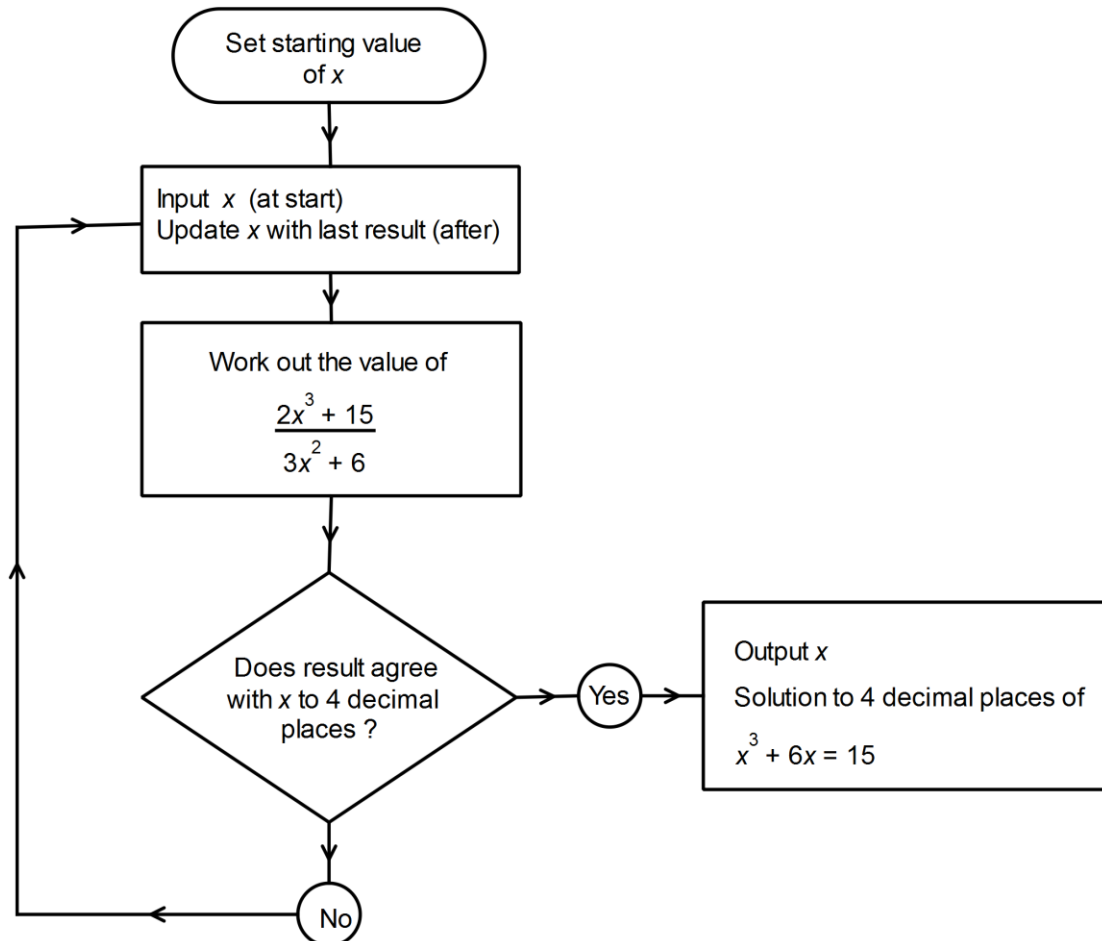 Set starting value
of x
Input x (at start)
Update x with last result (after)
Work out the value of
2x³ + 15
3x² + 6
Does result agree
with x to 4 decimal
places ?
Yes
Output x
Solution to 4 decimal places of
x³ + 6x = 15
No